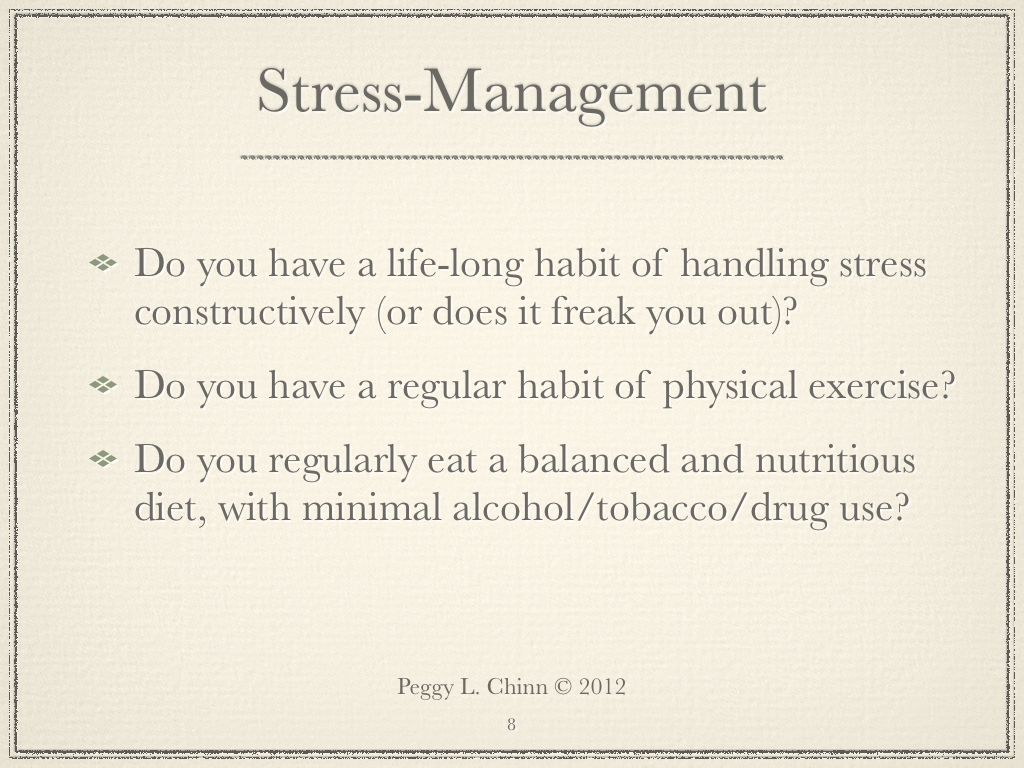 Stress-Management
Do you have a life-long habit of handling stress
constructively (or does it freak you out)?
Do you have a regular habit of physical exercise?
Do you regularly eat a balanced and nutritious
diet, with minimal alcohol/tobacco/drug use?
Peggy L. Chinn © 2012
8